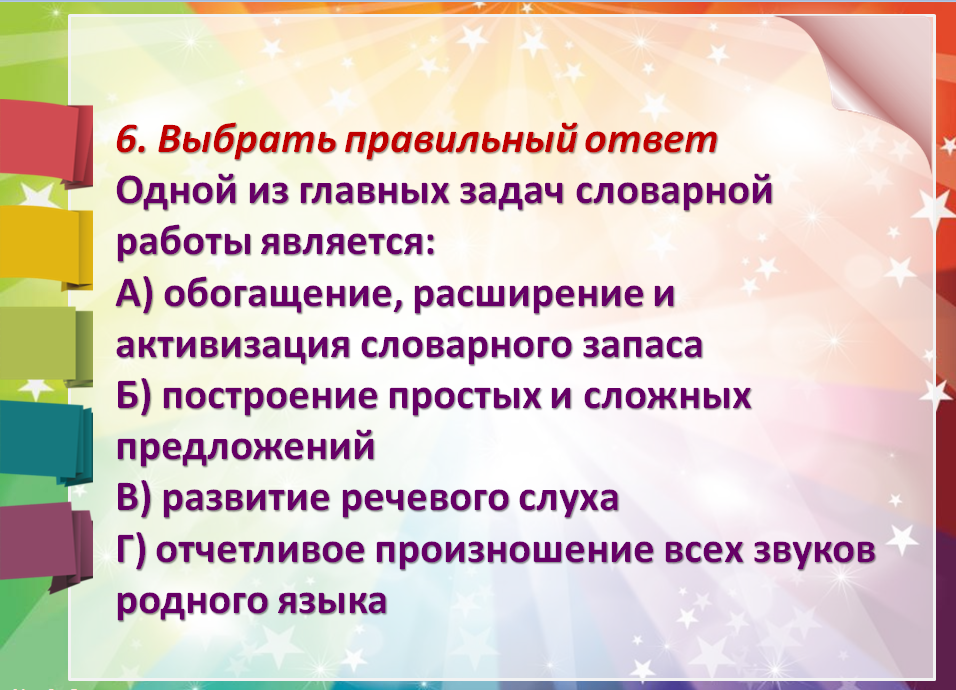 6. Выбрать правильный ответ
Одной из главных задач словарной
работы является:
А) обогащение, расширение и
активизация словарного запаса
Б) построение простых и сложных
предложений
В) развитие речевого слуха
Г) отчетливое произношение всех звуков
родного языка